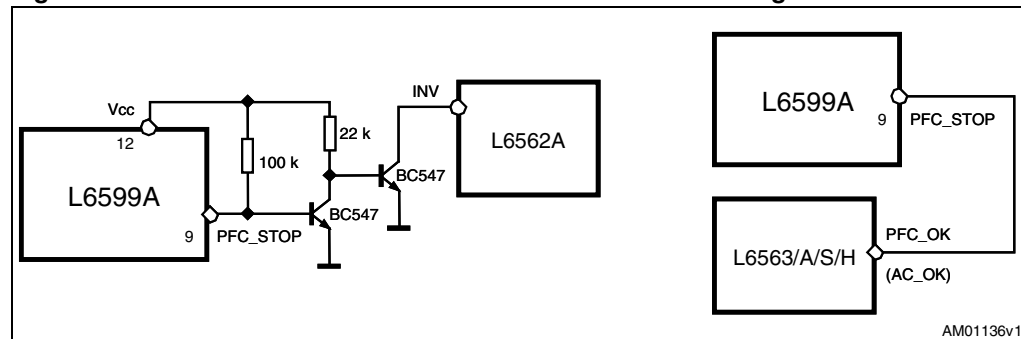 Vcc
12
L6599A
9
PFC_STOP
100 k
22 k
BC547
BC547
INV
L6562A
L6599A
9
PFC_STOP
L6563/A/S/H
PFC_OK
(AC_OK)
AM01136v1